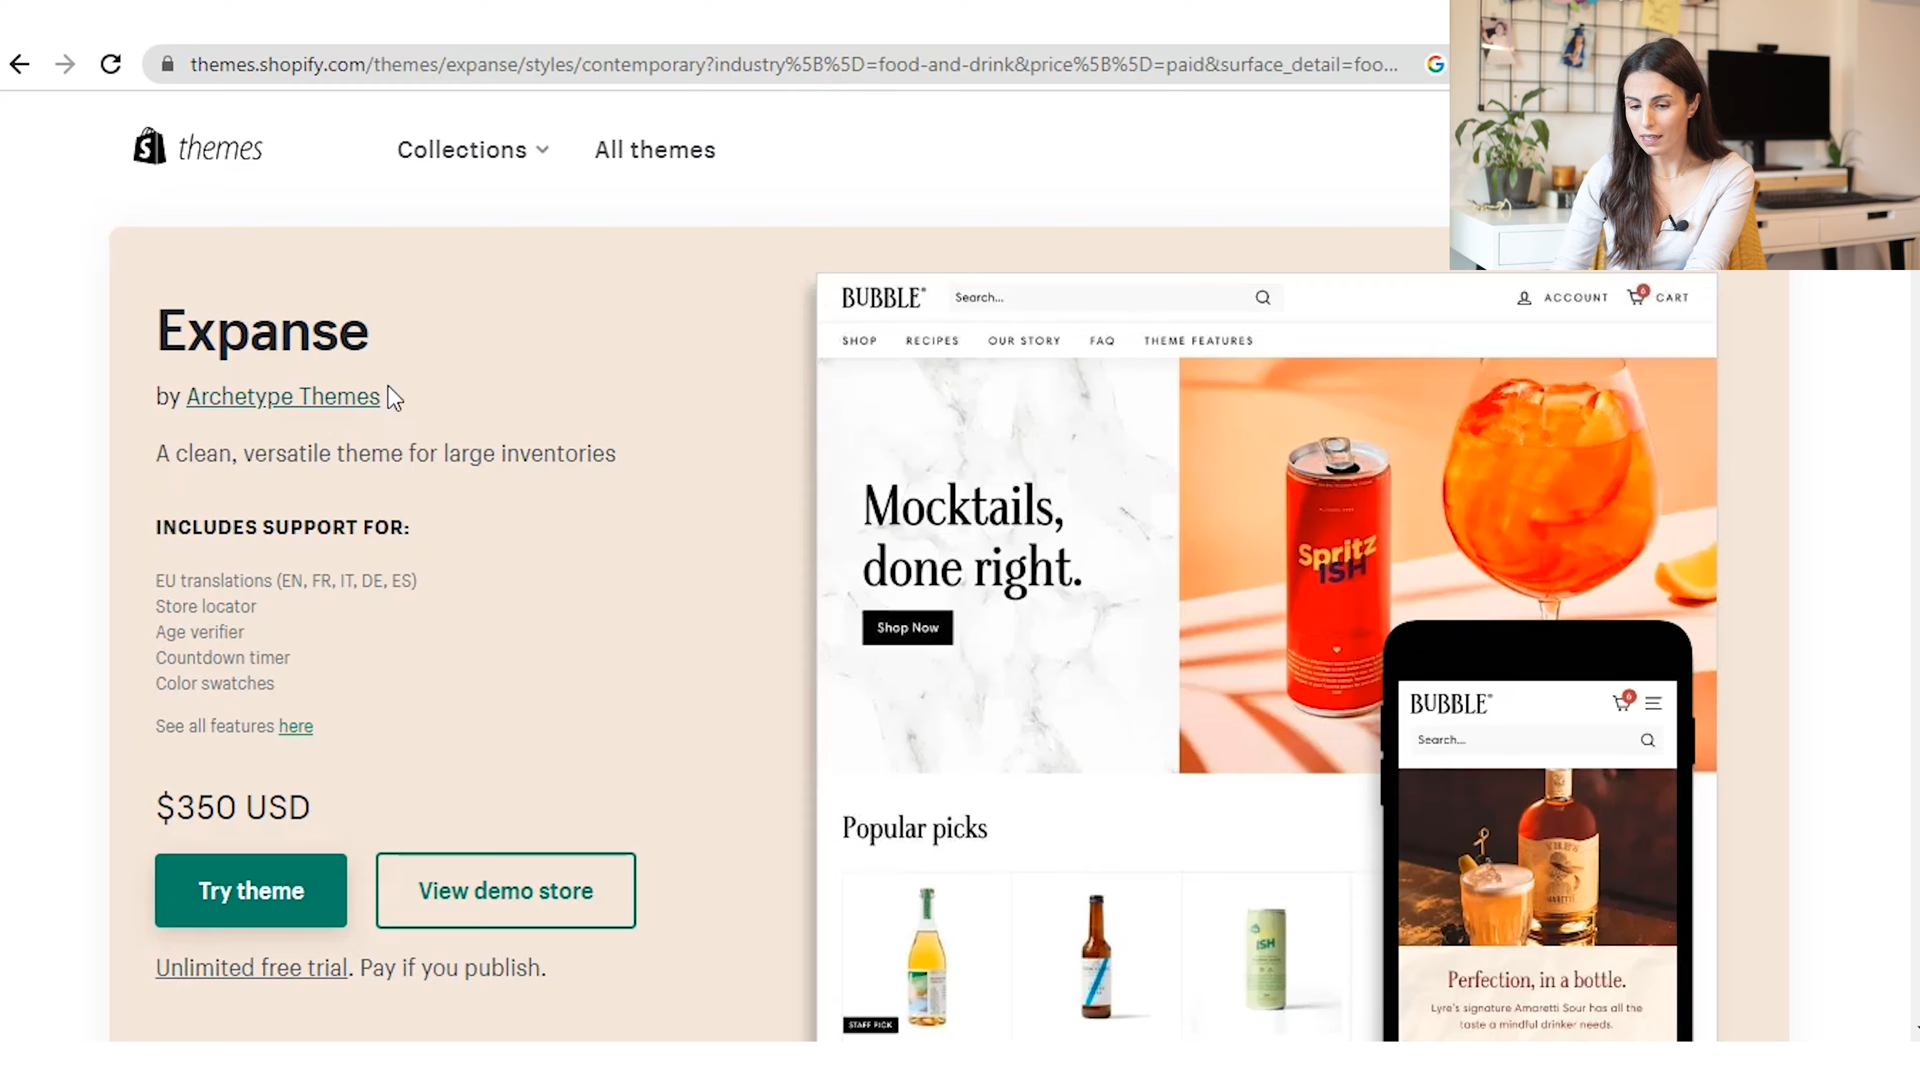 themes.shopify.com/themes/expanse/styles/contemporary?industry%5B%5D=food-and-drink&price%5B%5D=paid&surface_detail=foo...
themes
Collections
All themes
Expanse
by Archetype Themes
A clean, versatile theme for large inventories
INCLUDES SUPPORT FOR:
EU translations (EN, FR, IT, DE, ES)
Store locator
Age verifier
Countdown timer
Color swatches
See all features here
$350 USD
Try theme
View demo store
Unlimited free trial. Pay if you publish.
BUBBLE
Search...
ACCOUNT
6
CART
SHOP
RECIPES
OUR STORY
FAQ
THEME FEATURES
Mocktails,
done right.
Shop Now
Spritz
ISH
Popular picks
ISH
STAFF PICK
BUBBLE
6
Search...
Perfection, in a bottle.
Lyre's signature Amaretti Sour has all the
taste a mindful drinker needs.